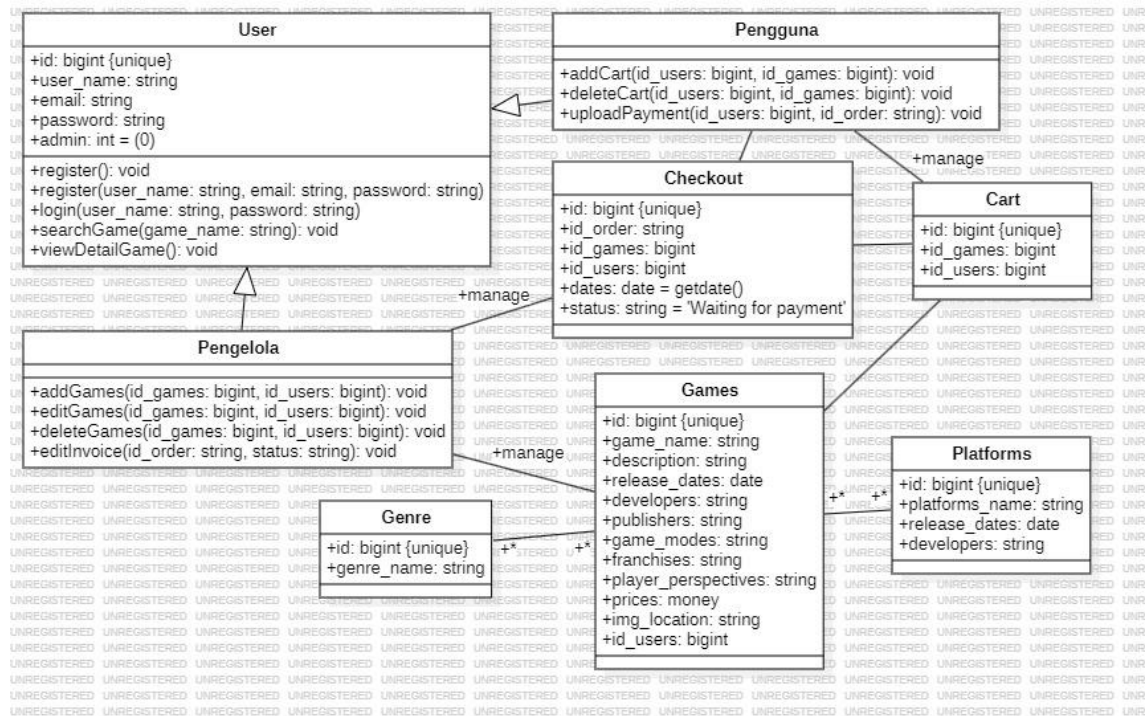 User
+id: bigint {unique}
+user_name: string
+email: string
+password: string
+admin: int = (0)
+register(): void
+register(user_name: string, email: string, password: string)
+login(user_name: string, password: string)
+searchGame(game_name: string): void
+viewDetailGame(): void
Pengguna
+addCart(id_users: bigint, id_games: bigint): void
+deleteCart(id_users: bigint, id_games: bigint): void
+uploadPayment(id_users: bigint, id_order: string): void
+manage
Checkout
+id: bigint {unique}
+id_order: string
+id_games: bigint
+id_users: bigint
+dates: date = getdate()
+status: string = 'Waiting for payment'
Cart
+id: bigint {unique}
+id_games: bigint
+id_users: bigint
+manage
Pengelola
+addGames(id_games: bigint, id_users: bigint): void
+editGames(id_games: bigint, id_users: bigint): void
+deleteGames(id_games: bigint, id_users: bigint): void
+editInvoice(id_order: string, status: string): void
+manage
Games
+id: bigint {unique}
+game_name: string
+description: string
+release_dates: date
+developers: string
+publishers: string
+game_modes: string
+franchises: string
+player_perspectives: string
+prices: money
+img_location: string
+id_users: bigint
+*
+*
Platforms
+id: bigint {unique}
+platforms_name: string
+release_dates: date
+developers: string
Genre
+id: bigint {unique}
+genre_name: string
+*
+*
UNREGISTERED